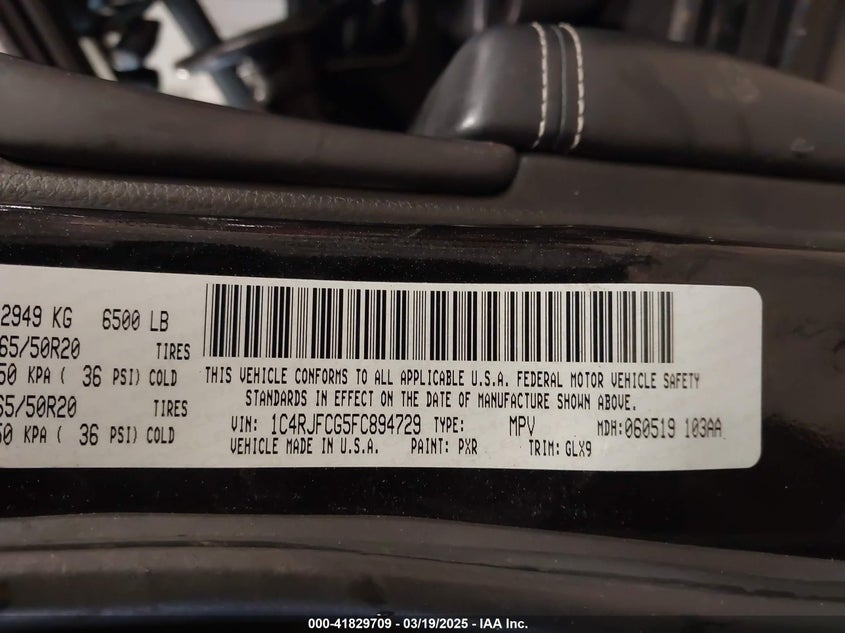 2949 KG 6500 LB
65/50R20 TIRES
50 KPA ( 36 PSI) COLD
65/50R20 TIRES
50 KPA ( 36 PSI) COLD
THIS VEHICLE CONFORMS TO ALL APPLICABLE U.S.A. FEDERAL MOTOR VEHICLE SAFETY
STANDARDS IN EFFECT ON THE DATE OF MANUFACTURE SHOWN ABOVE.
VIN: 1C4RJFCG5FC894729 TYPE: MPV MDH:060519 103AA
VEHICLE MADE IN U.S.A. PAINT: PXR TRIM: GLX9
000-41829709 - 03/19/2025 - IAA Inc.